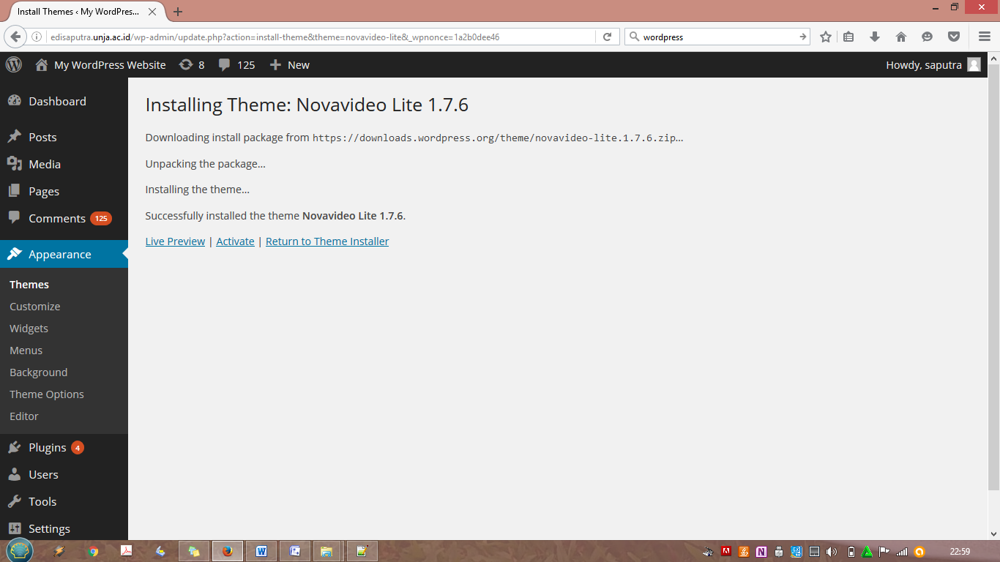 Install Themes ‹ My WordPres...
edisaputra.unja.ac.id/wp-admin/update.php?action=install-theme&theme=novavideo-lite&_wpnonce=1a2b0dee46
wordpress
My WordPress Website
8
125
New
Howdy, saputra
Dashboard
Posts
Media
Pages
Comments 125
Appearance
Themes
Customize
Widgets
Menus
Background
Theme Options
Editor
Plugins 4
Users
Tools
Settings
Installing Theme: Novavideo Lite 1.7.6
Downloading install package from https://downloads.wordpress.org/theme/novavideo-lite.1.7.6.zip…
Unpacking the package…
Installing the theme…
Successfully installed the theme Novavideo Lite 1.7.6.
Live Preview | Activate | Return to Theme Installer
22:59